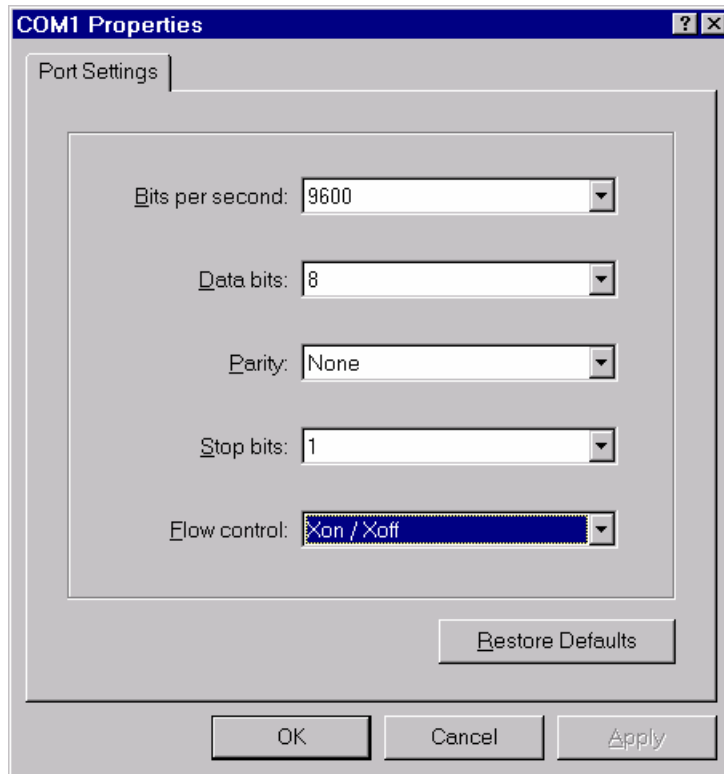 COM1 Properties
Port Settings
Bits per second: 9600
Data bits: 8
Parity: None
Stop bits: 1
Flow control: Xon / Xoff
Restore Defaults
OK Cancel Apply